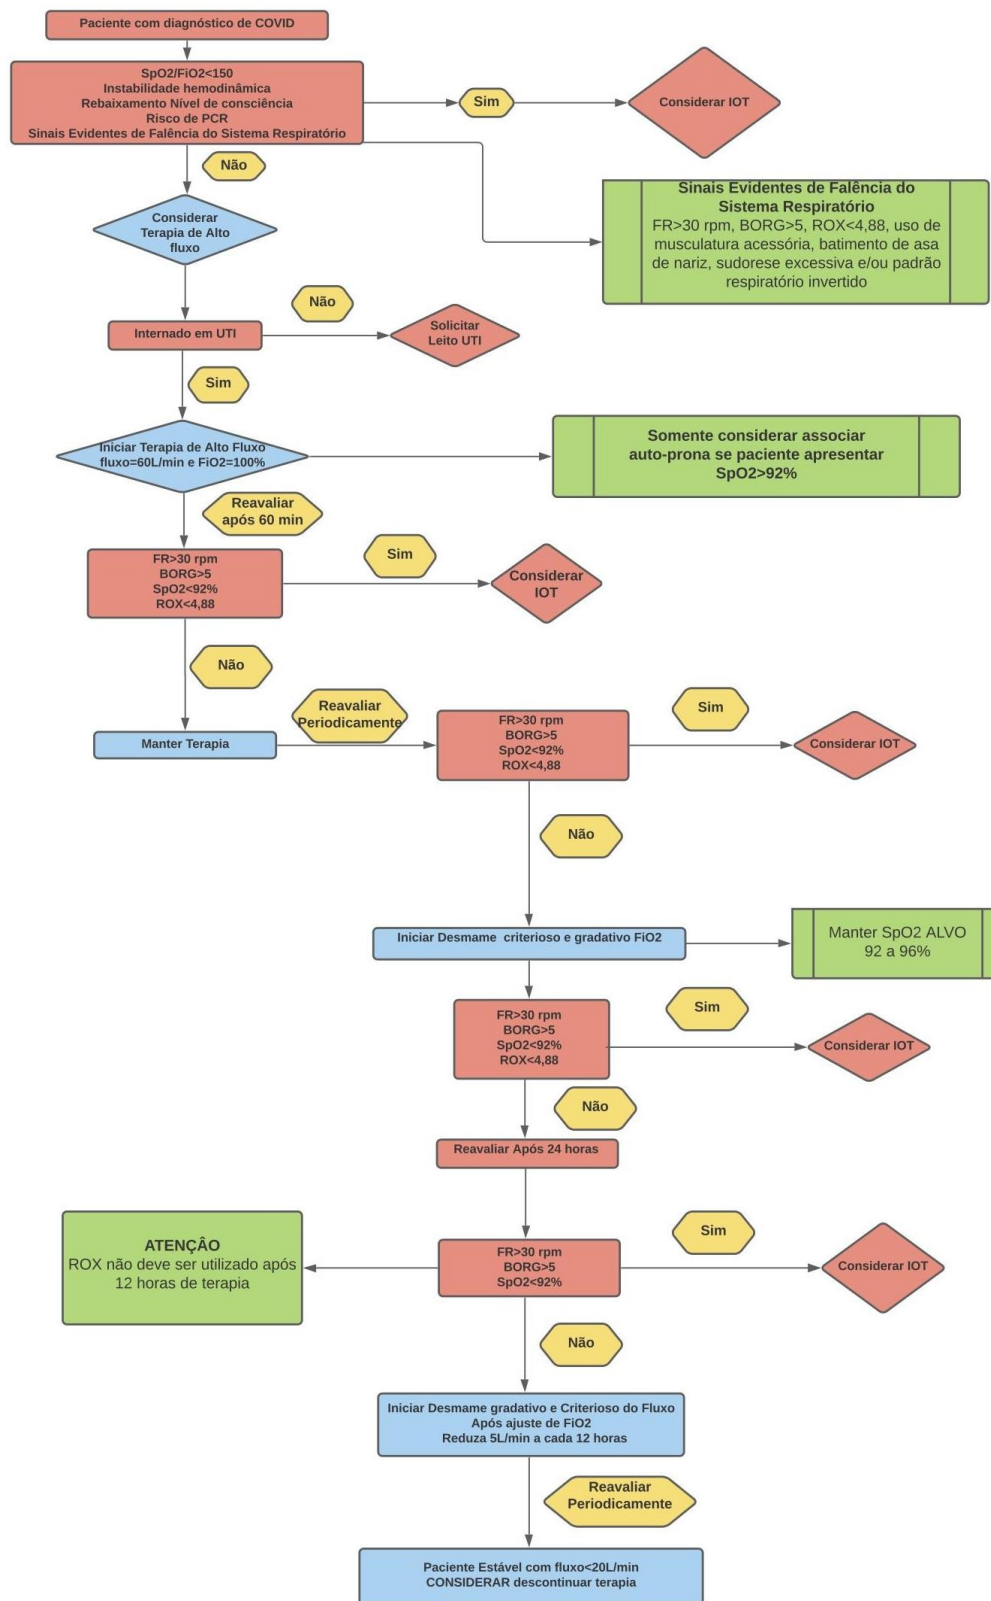 Paciente com diagnóstico de COVID
SpO2/FiO2<150
Instabilidade hemodinâmica
Rebaixamento Nível de consciência
Risco de PCR
Sinais Evidentes de Falência do Sistema Respiratório
Sim
Considerar IOT
Não
Sinais Evidentes de Falência do
Sistema Respiratório
FR>30 rpm, BORG>5, ROX<4,88, uso de
musculatura acessória, batimento de asa
de nariz, sudorese excessiva e/ou padrão
respiratório invertido
Considerar
Terapia de Alto
fluxo
Não
Internado em UTI
Solicitar
Leito UTI
Sim
Iniciar Terapia de Alto Fluxo
fluxo=60L/min e FiO2=100%
Somente considerar associar
auto-prona se paciente apresentar
SpO2>92%
Reavaliar
após 60 min
FR>30 rpm
BORG>5
SpO2<92%
ROX<4,88
Sim
Considerar
IOT
Não
Manter Terapia
Reavaliar
Periodicamente
FR>30 rpm
BORG>5
SpO2<92%
ROX<4,88
Sim
Considerar IOT
Não
Iniciar Desmame criterioso e gradativo FiO2
Manter SpO2 ALVO
92 a 96%
FR>30 rpm
BORG>5
SpO2<92%
ROX<4,88
Sim
Considerar IOT
Não
Reavaliar Após 24 horas
ATENÇÂO
ROX não deve ser utilizado após
12 horas de terapia
FR>30 rpm
BORG>5
SpO2<92%
Sim
Considerar IOT
Não
Iniciar Desmame gradativo e Criterioso do Fluxo
Após ajuste de FiO2
Reduza 5L/min a cada 12 horas
Reavaliar
Periodicamente
Paciente Estável com fluxo<20L/min
CONSIDERAR descontinuar terapia